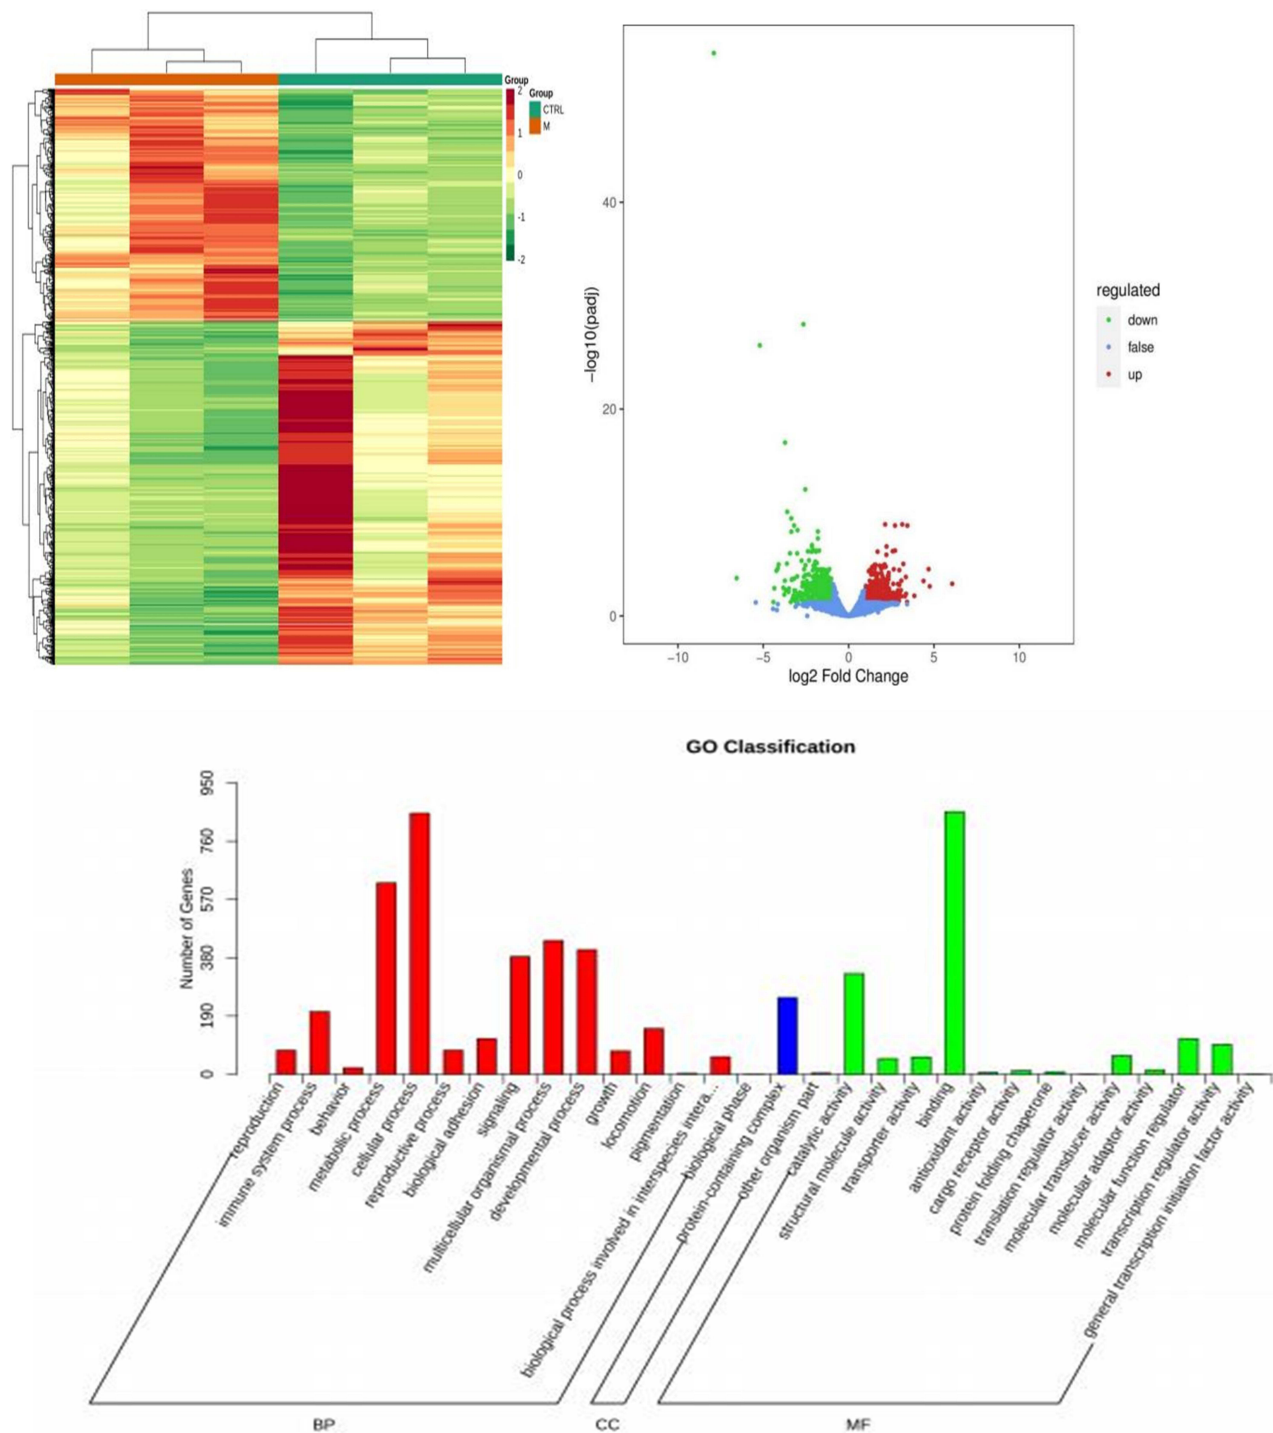 Group
2
1
0
-1
-2
Group
CTRL
M
−log10(padj)
40
20
0
−10
−5
0
5
10
log2 Fold Change
regulated
down
false
up
GO Classification
Number of Genes
950
760
570
380
190
0
reproduction
immune system process
behavior
metabolic process
cellular process
reproductive process
biological adhesion
signaling
multicellular organismal process
developmental process
growth
locomotion
pigmentation
biological process involved in interspecies intera...
biological phase
protein-containing complex
other organism part
catalytic activity
structural molecule activity
transporter activity
binding
antioxidant activity
cargo receptor activity
protein folding chaperone
translation regulator activity
molecular transducer activity
molecular adaptor activity
molecular function regulator
transcription regulator activity
general transcription initiation factor activity
BP
CC
MF